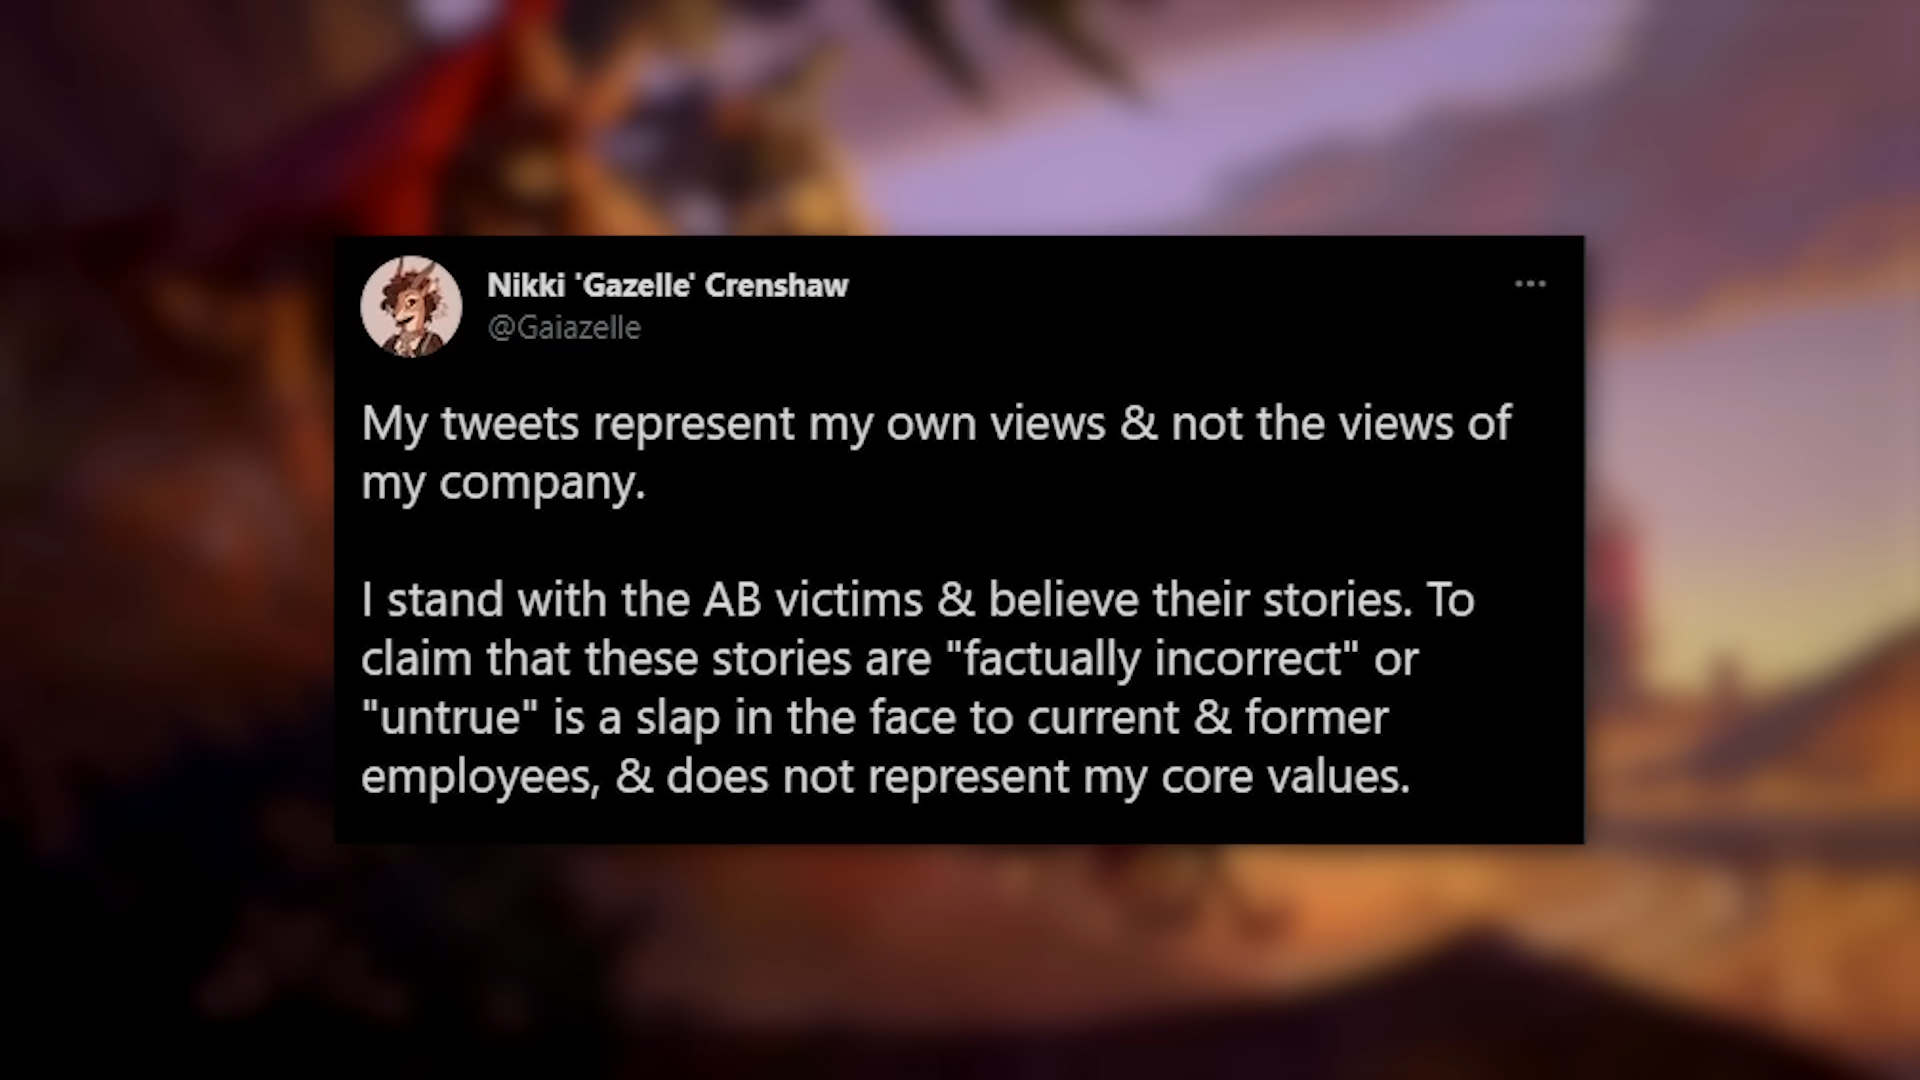 Nikki 'Gazelle' Crenshaw
@Gaiazelle
My tweets represent my own views & not the views of
my company.
I stand with the AB victims & believe their stories. To
claim that these stories are "factually incorrect" or
"untrue" is a slap in the face to current & former
employees, & does not represent my core values.